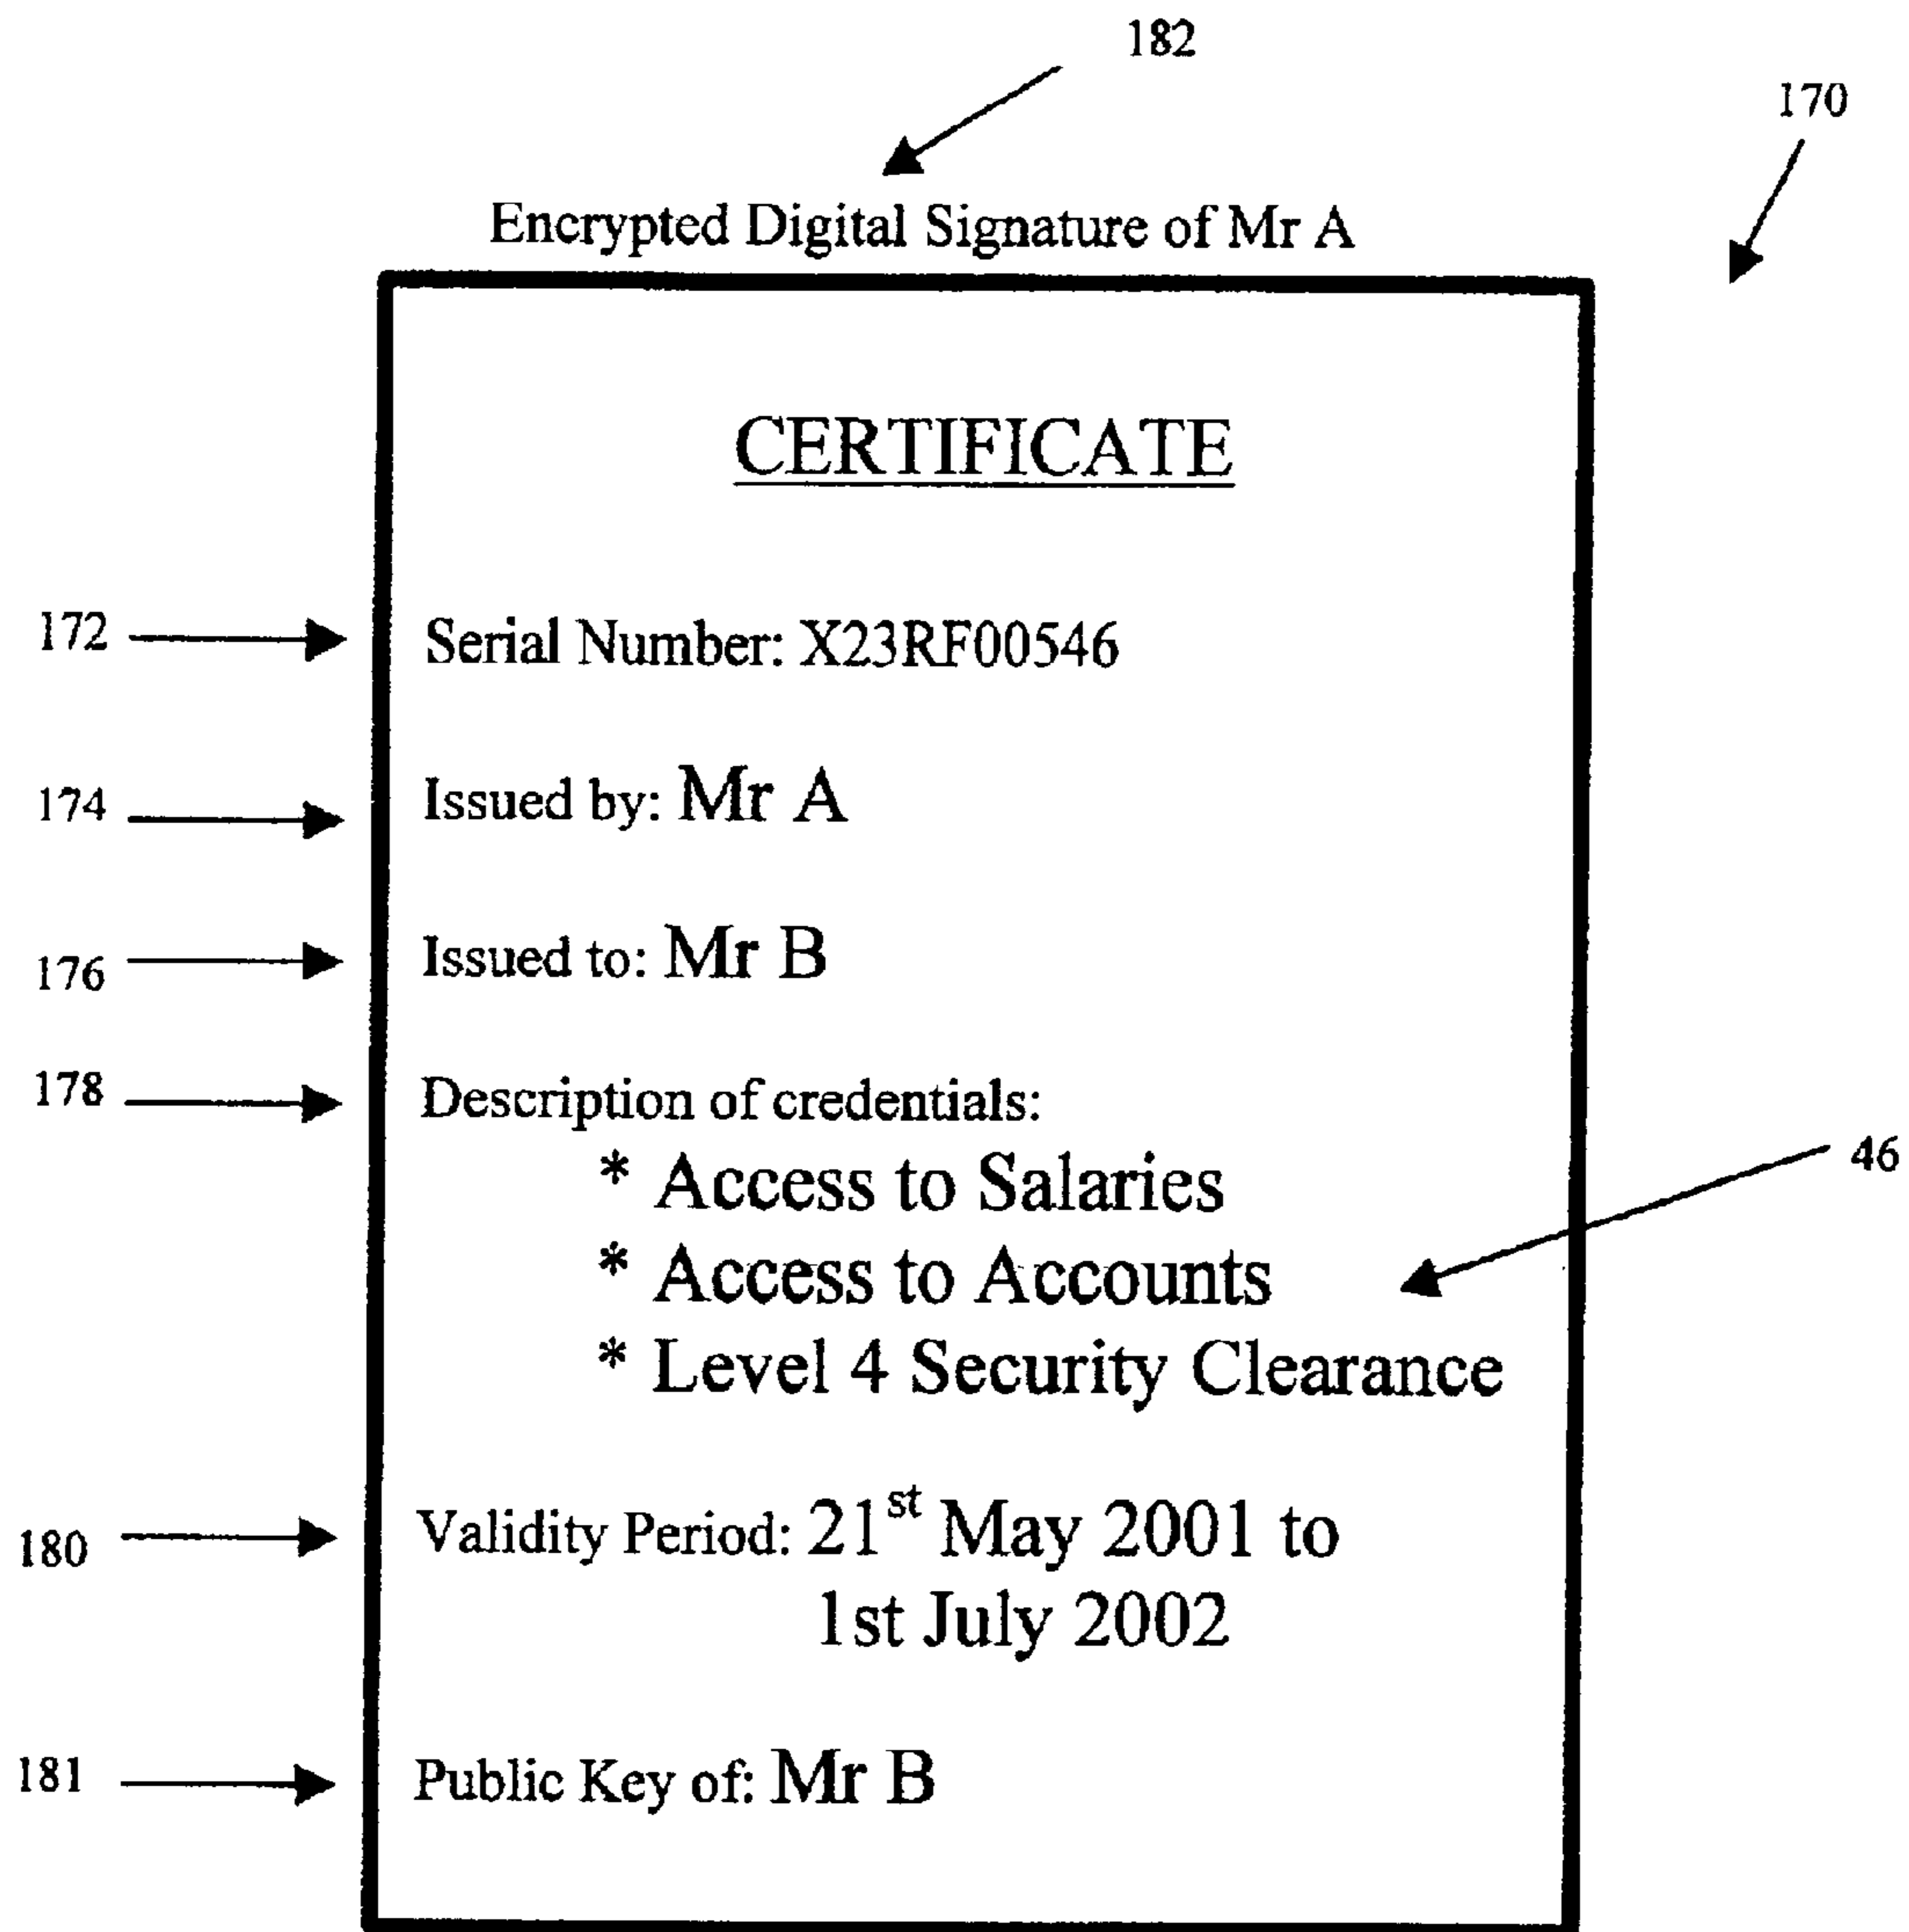 182
170
Encrypted Digital Signature of Mr A
CERTIFICATE
172 Serial Number: X23RF00546
174 Issued by: Mr A
176 Issued to: Mr B
178 Description of credentials:
* Access to Salaries
46
* Access to Accounts
* Level 4 Security Clearance
180 Validity Period: 21st May 2001 to
1st July 2002
181 Public Key of: Mr B